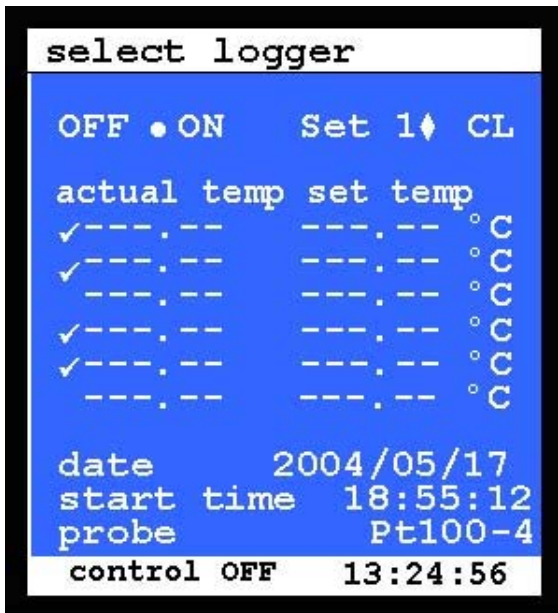 select logger
OFF • ON Set 1♦ CL
actual temp set temp
✓---.-- ---.-- °C
✓---.-- ---.-- °C
---.-- ---.-- °C
✓---.-- ---.-- °C
✓---.-- ---.-- °C
---.-- ---.-- °C
date 2004/05/17
start time 18:55:12
probe Pt100-4
control OFF 13:24:56